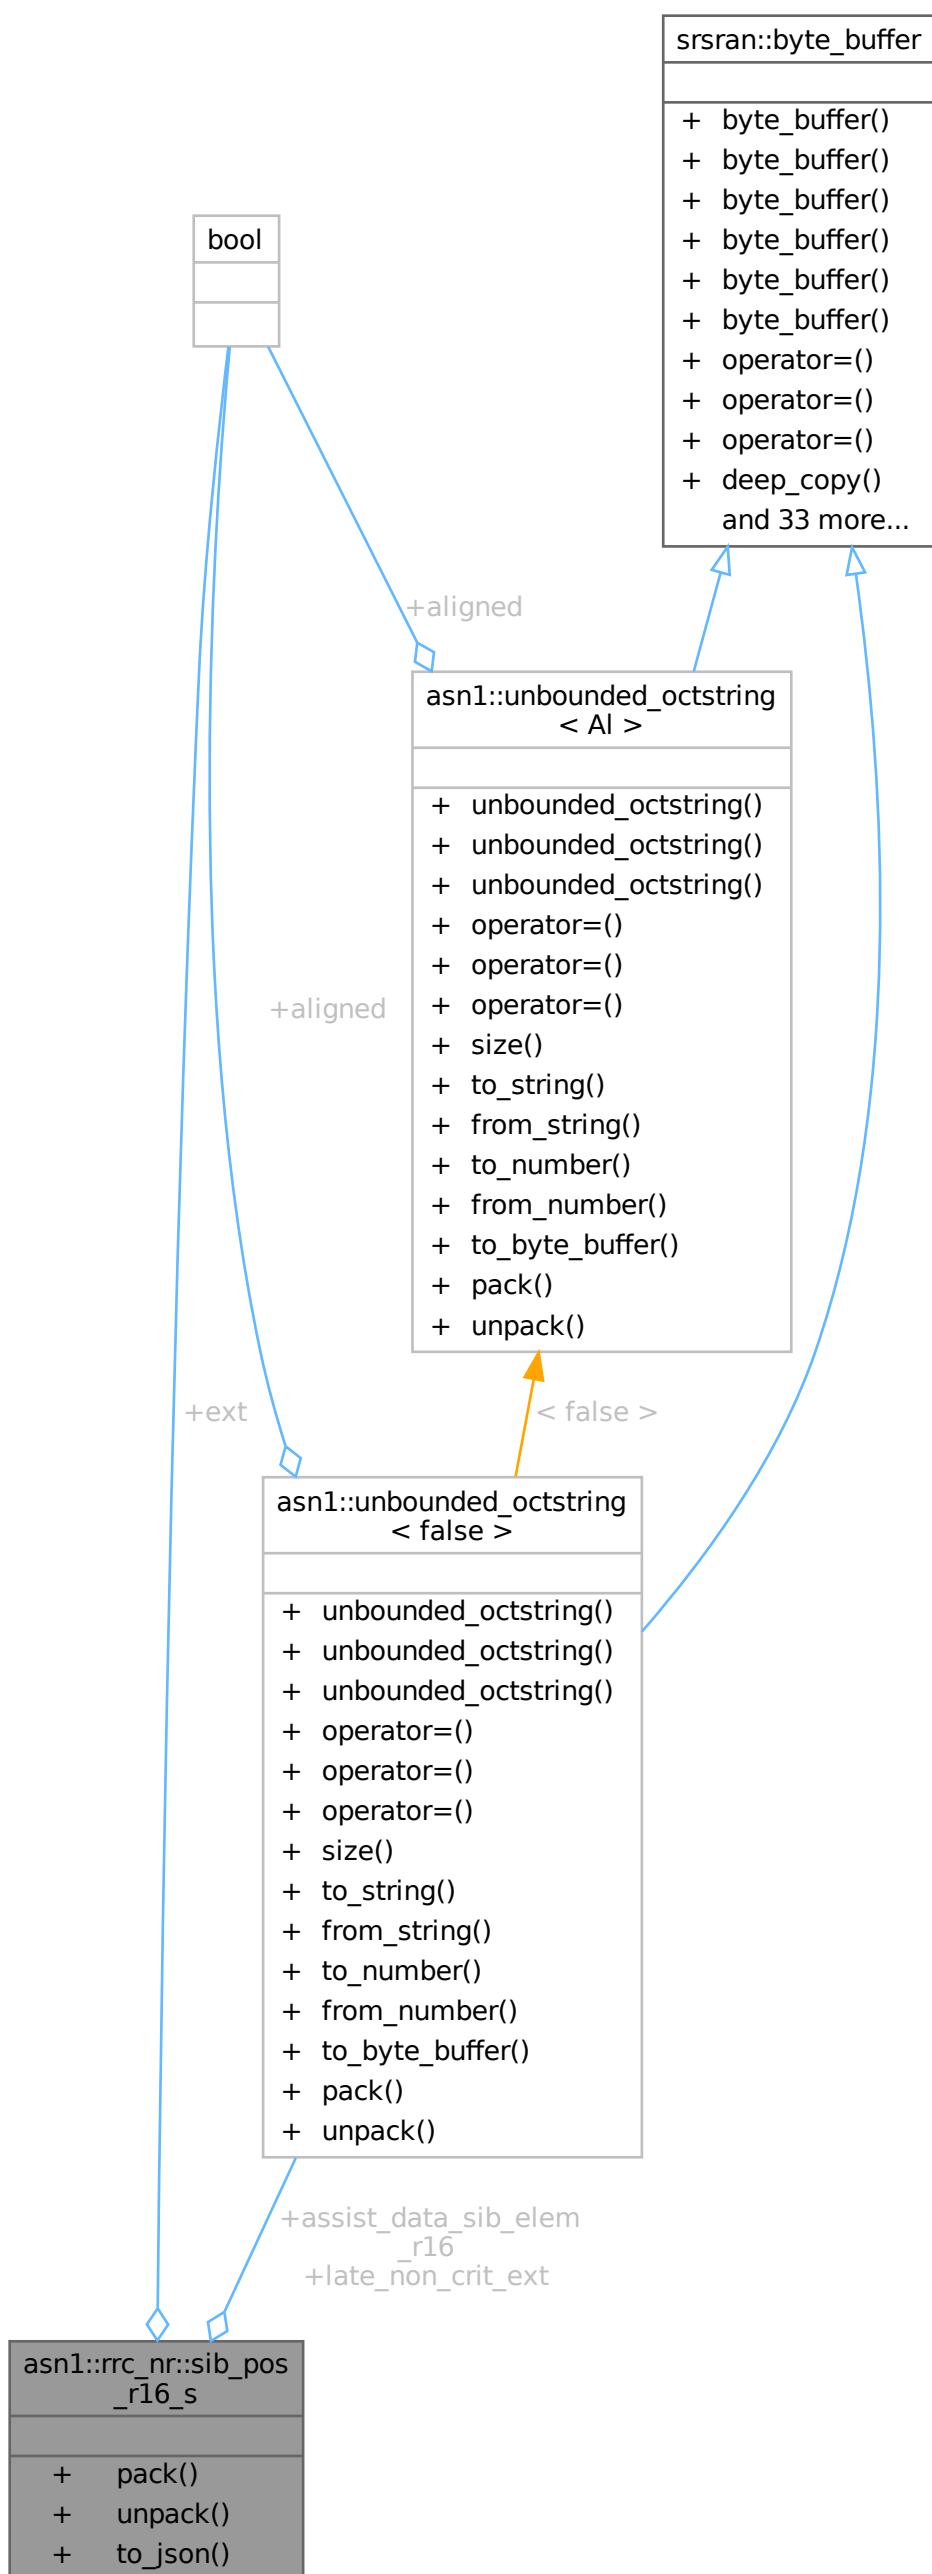 srsran::byte_buffer
+ byte_buffer()
+ byte_buffer()
+ byte_buffer()
+ byte_buffer()
+ byte_buffer()
+ byte_buffer()
+ operator=()
+ operator=()
+ operator=()
+ deep_copy()
and 33 more...
bool
+aligned
asn1::unbounded_octstring
< Al >
+ unbounded_octstring()
+ unbounded_octstring()
+ unbounded_octstring()
+ operator=()
+ operator=()
+ operator=()
+ size()
+ to_string()
+ from_string()
+ to_number()
+ from_number()
+ to_byte_buffer()
+ pack()
+ unpack()
+aligned
+ext
< false >
asn1::unbounded_octstring
< false >
+ unbounded_octstring()
+ unbounded_octstring()
+ unbounded_octstring()
+ operator=()
+ operator=()
+ operator=()
+ size()
+ to_string()
+ from_string()
+ to_number()
+ from_number()
+ to_byte_buffer()
+ pack()
+ unpack()
+assist_data_sib_elem
_r16
+late_non_crit_ext
asn1::rrc_nr::sib_pos
_r16_s
+ pack()
+ unpack()
+ to_json()